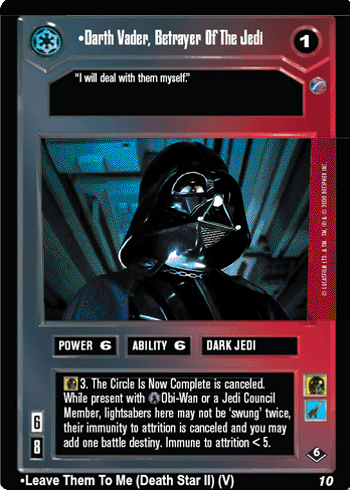 •Darth Vader, Betrayer Of The Jedi
1
"I will deal with them myself."
POWER 6
ABILITY 6
DARK JEDI
3. The Circle Is Now Complete is canceled.
While present with Obi-Wan or a Jedi Council
Member, lightsabers here may not be 'swung' twice,
their immunity to attrition is canceled and you may
add one battle destiny. Immune to attrition < 5.
6
8
6
•Leave Them To Me (Death Star II) (V)
10